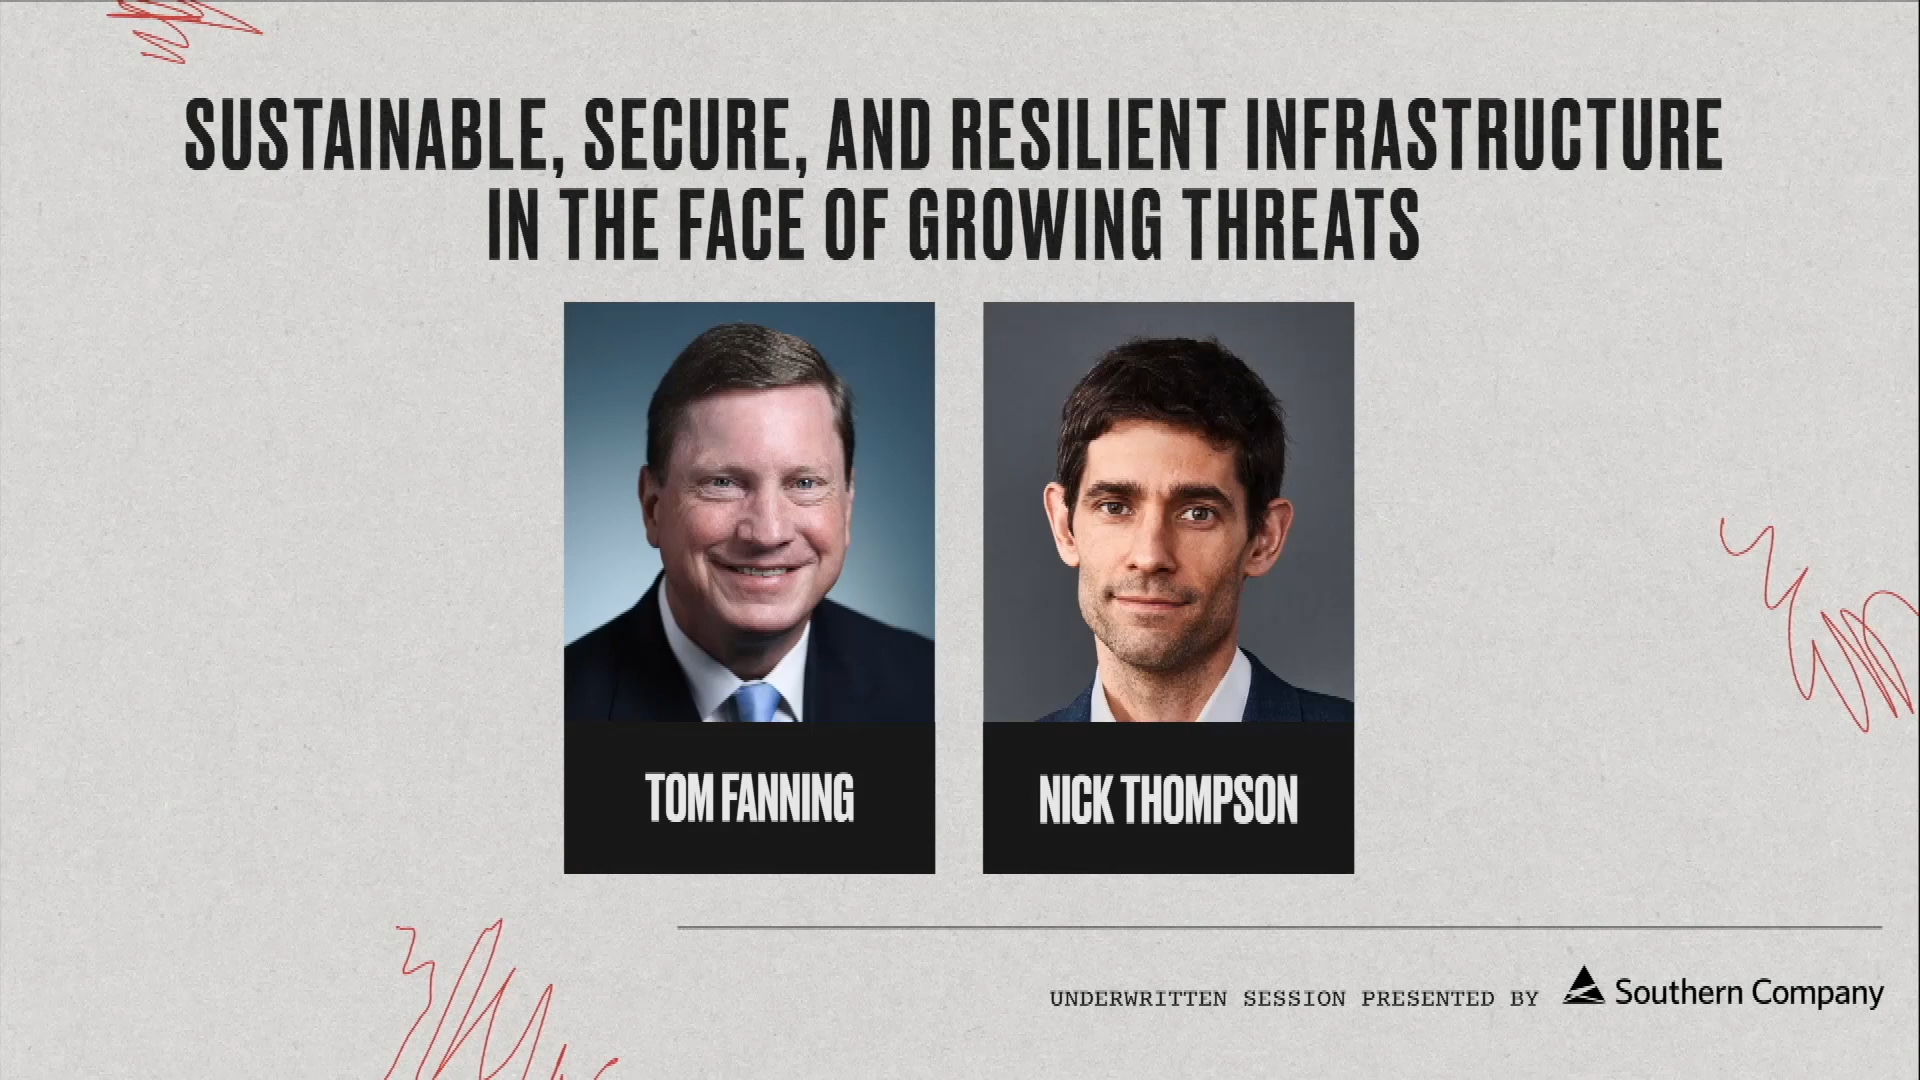 SUSTAINABLE, SECURE, AND RESILIENT INFRASTRUCTURE
IN THE FACE OF GROWING THREATS
TOM FANNING
NICK THOMPSON
UNDERWRITTEN SESSION PRESENTED BY Southern Company